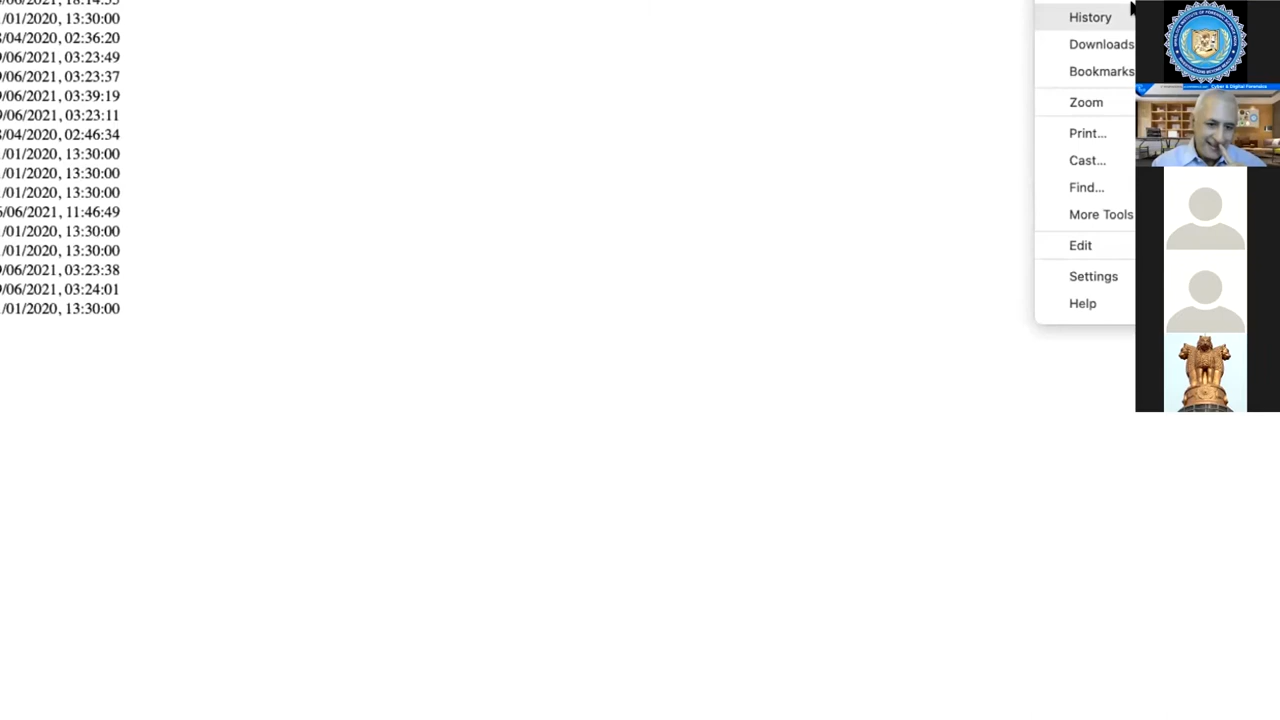 /01/2020, 13:30:00
/04/2020, 02:36:20
/06/2021, 03:23:49
/06/2021, 03:23:37
/06/2021, 03:39:19
/06/2021, 03:23:11
/04/2020, 02:46:34
/01/2020, 13:30:00
/01/2020, 13:30:00
/01/2020, 13:30:00
/06/2021, 11:46:49
/01/2020, 13:30:00
/01/2020, 13:30:00
/06/2021, 03:23:38
/06/2021, 03:24:01
/01/2020, 13:30:00
History
Downloads
Bookmarks
Zoom
Print...
Cast...
Find...
More Tools
Edit
Settings
Help
Cyber & Digital Forensics